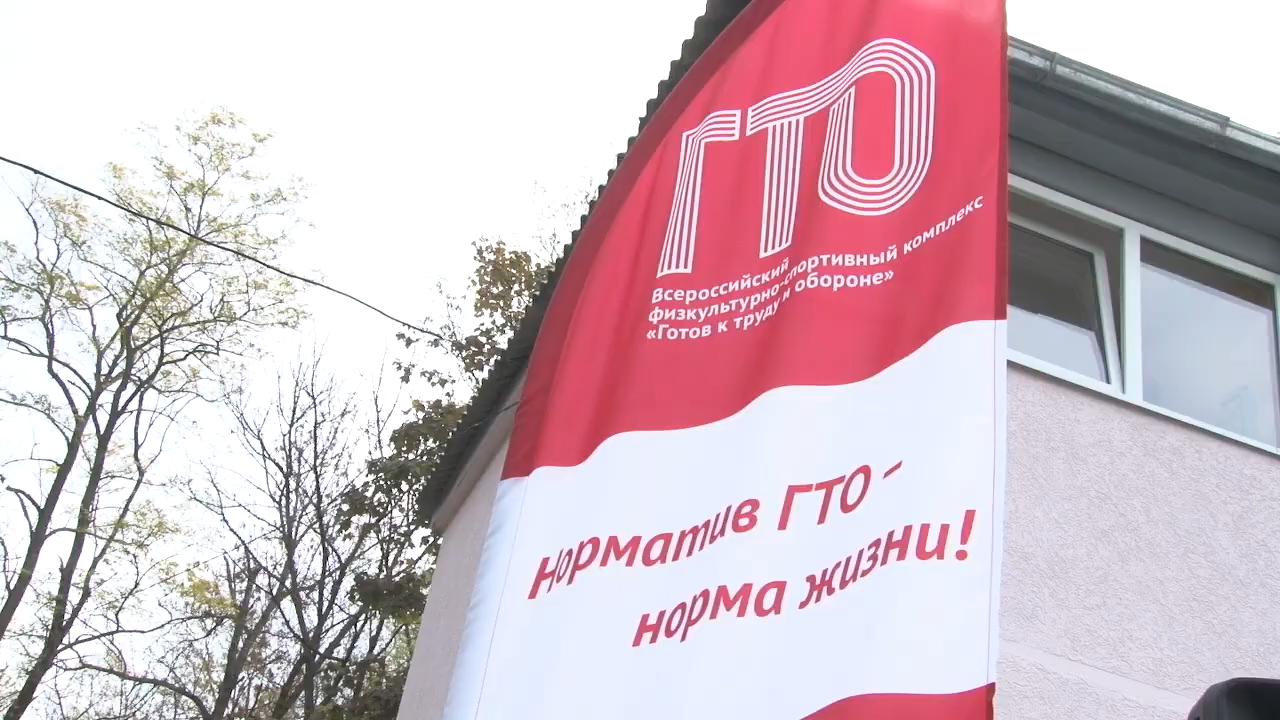 ГТО
Всероссийский
физкультурно-спортивный комплекс
«Готов к труду и обороне»
Норматив ГТО -
норма жизни!